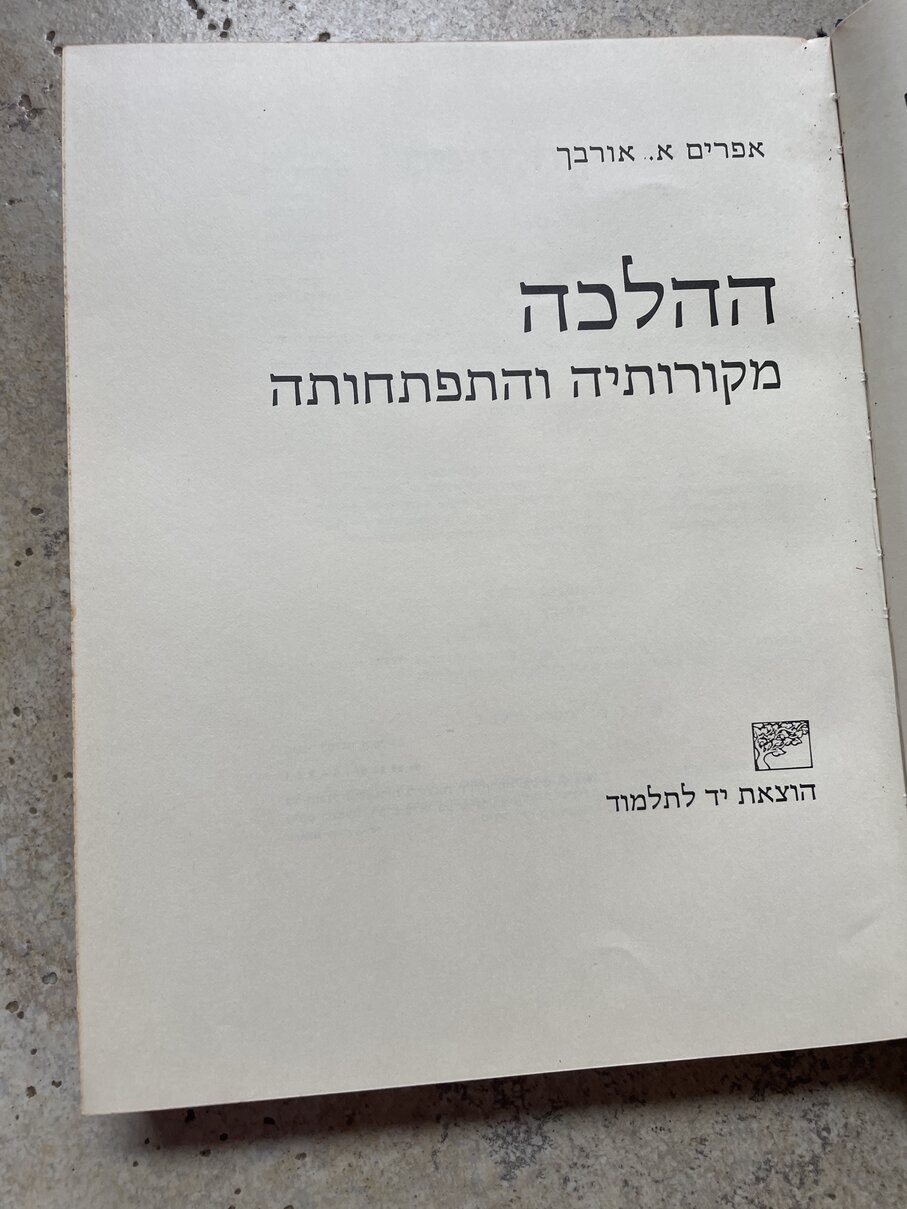 אפרים א. אורבך
ההלכה
מקורותיה והתפתחותה
הוצאת יד לתלמוד